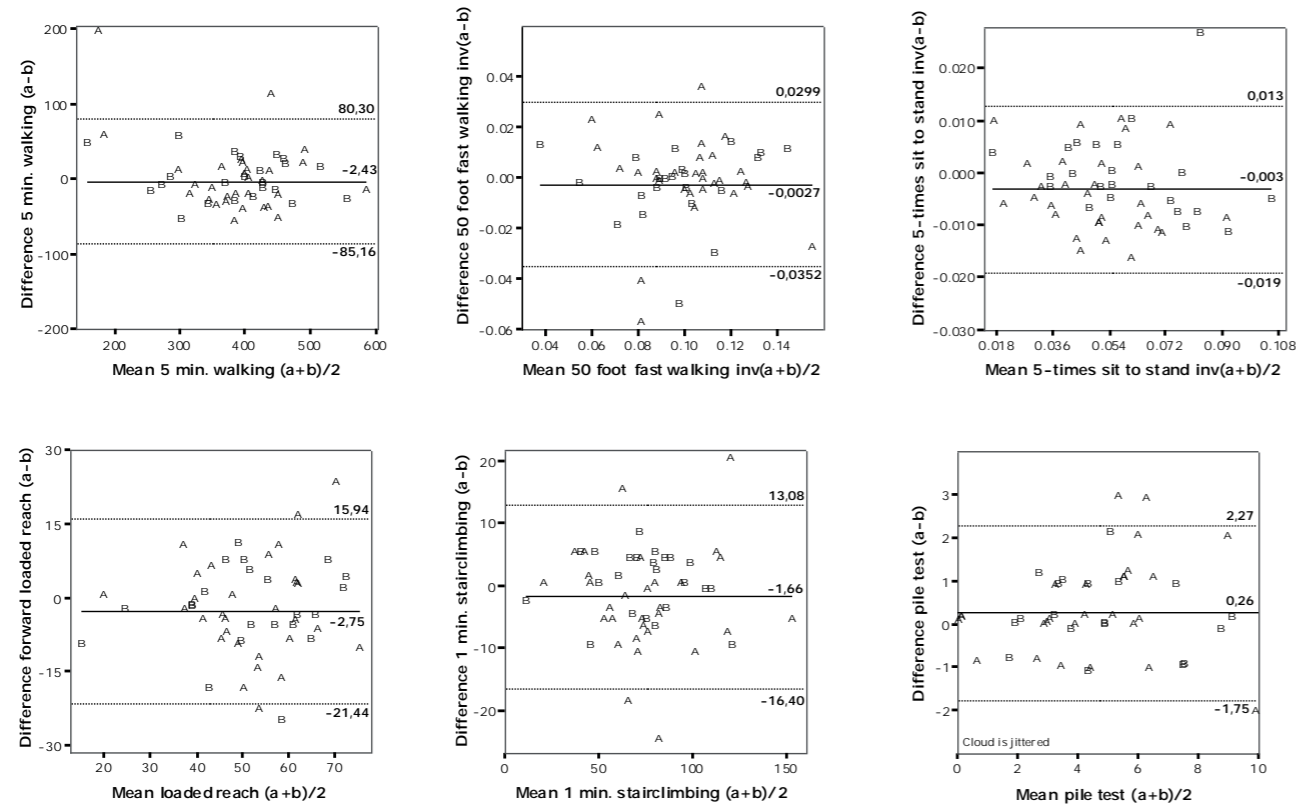 Difference 5 min. walking (a-b)
200
100
0
-100
-200
80,30
-2,43
-85,16
200 300 400 500 600
Mean 5 min. walking (a+b)/2
Difference 50 foot fast walking inv(a-b)
0.04
0.02
0.00
-0.02
-0.04
-0.06
0,0299
-0,0027
-0,0352
0.04 0.06 0.08 0.10 0.12 0.14
Mean 50 foot fast walking inv(a+b)/2
Difference 5-times sit to stand inv(a-b)
0.020
0.010
0.000
-0.010
-0.020
-0.030
0,013
-0,003
-0,019
0.018 0.036 0.054 0.072 0.090 0.108
Mean 5-times sit to stand inv(a+b)/2
Difference forward loaded reach (a-b)
30
15
0
-15
-30
15,94
-2,75
-21,44
20 30 40 50 60 70
Mean loaded reach (a+b)/2
Difference 1 min. stairclimbing (a-b)
20
10
0
-10
-20
13,08
-1,66
-16,40
0 50 100 150
Mean 1 min. stairclimbing (a+b)/2
Difference pile test (a-b)
3
2
1
0
-1
-2
2,27
0,26
-1,75
Cloud is jittered
0 2 4 6 8 10
Mean pile test (a+b)/2